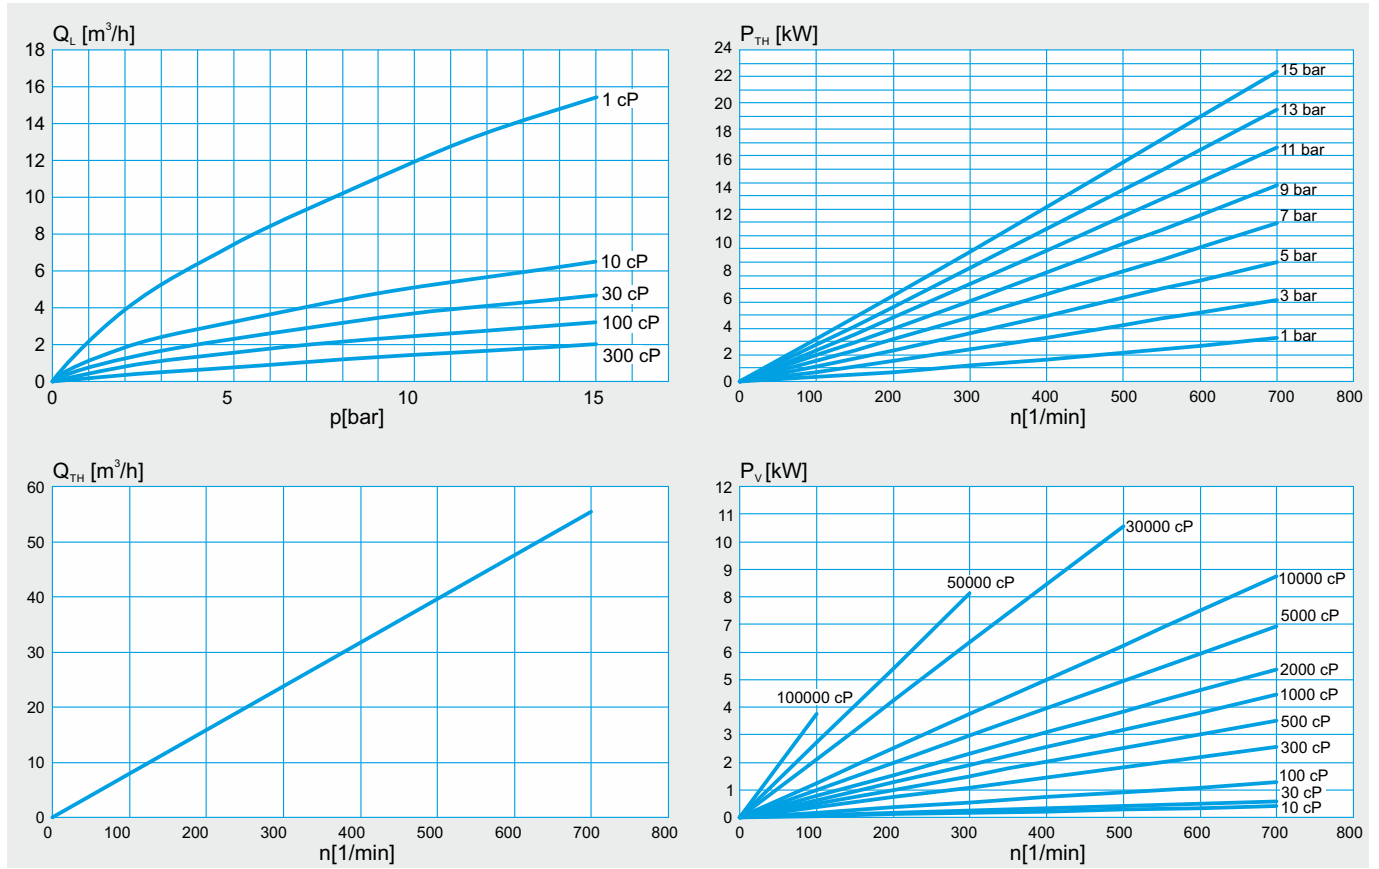 Q_L [m³/h]
18
16
14
12
10
8
6
4
2
0
1 cP
10 cP
30 cP
100 cP
300 cP
0 5 10 15
p[bar]
P_TH [kW]
24
22
20
18
16
14
12
10
8
6
4
2
0
15 bar
13 bar
11 bar
9 bar
7 bar
5 bar
3 bar
1 bar
0 100 200 300 400 500 600 700 800
n[1/min]
Q_TH [m³/h]
60
50
40
30
20
10
0
0 100 200 300 400 500 600 700 800
n[1/min]
P_V [kW]
12
11
10
9
8
7
6
5
4
3
2
1
0
30000 cP
50000 cP
10000 cP
5000 cP
100000 cP
2000 cP
1000 cP
500 cP
300 cP
100 cP
30 cP
10 cP
0 100 200 300 400 500 600 700 800
n[1/min]